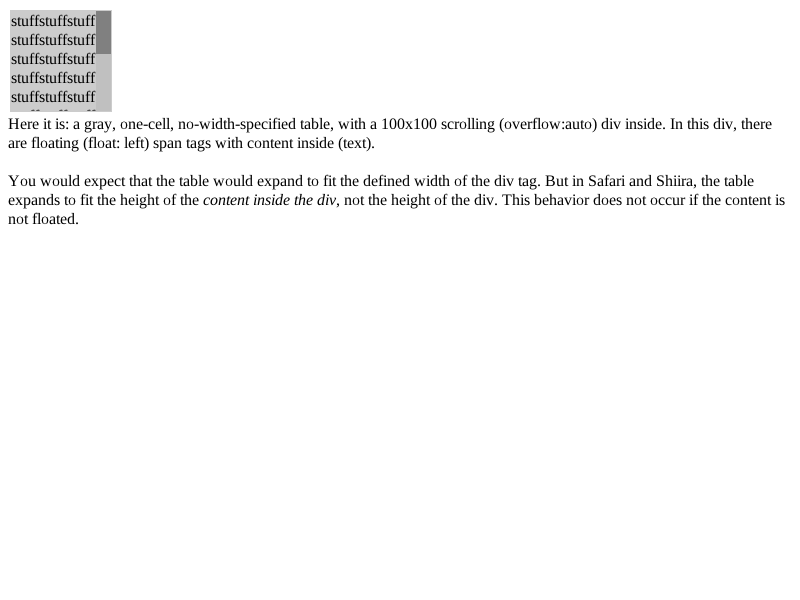 stuffstuffstuff
stuffstuffstuff
stuffstuffstuff
stuffstuffstuff
stuffstuffstuff
Here it is: a gray, one-cell, no-width-specified table, with a 100x100 scrolling (overflow:auto) div inside. In this div, there
are floating (float: left) span tags with content inside (text).
You would expect that the table would expand to fit the defined width of the div tag. But in Safari and Shiira, the table
expands to fit the height of the content inside the div, not the height of the div. This behavior does not occur if the content is
not floated.